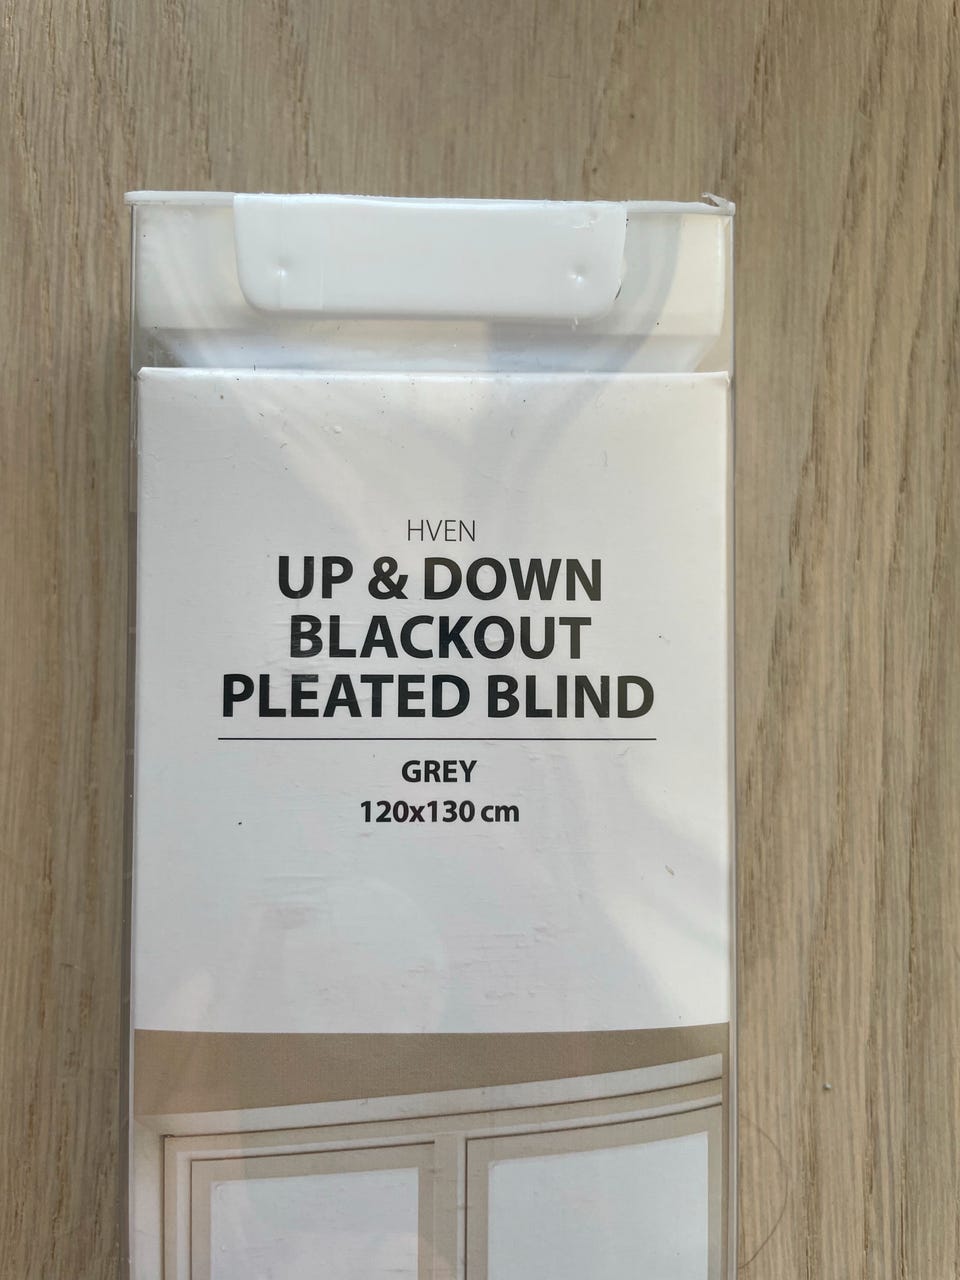 HVEN
UP & DOWN
BLACKOUT
PLEATED BLIND
GREY
120x130 cm